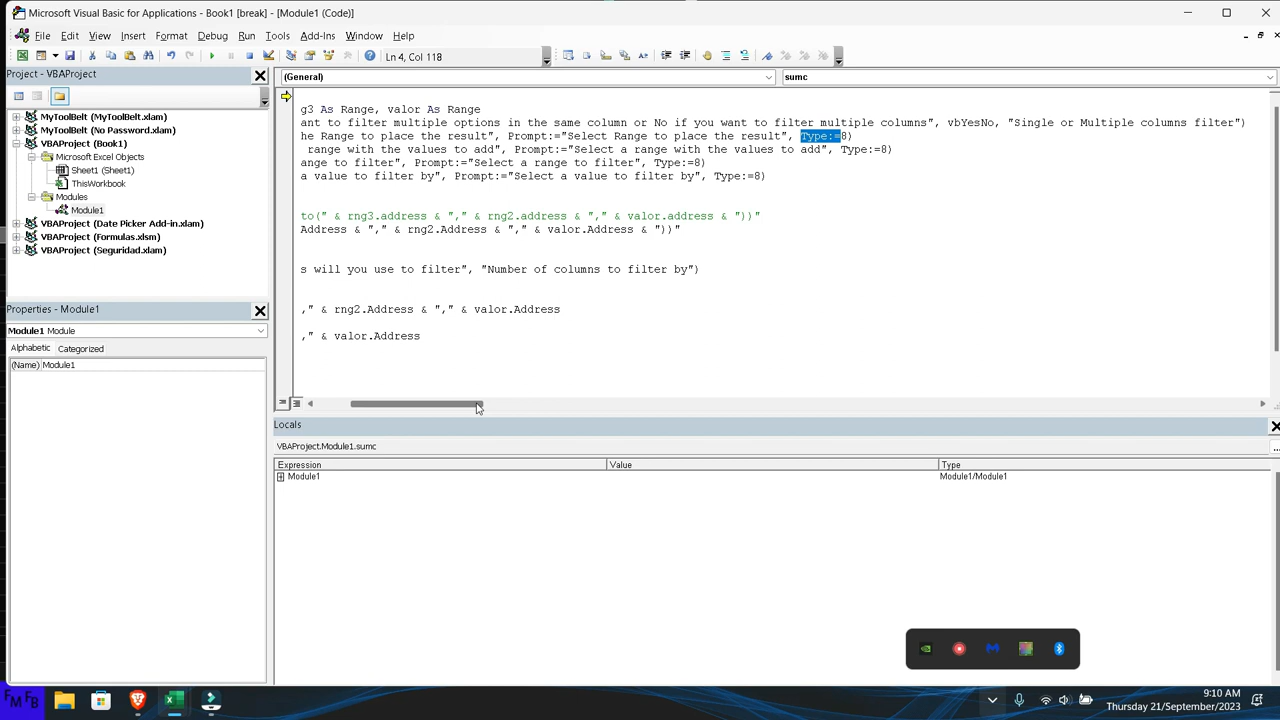 Microsoft Visual Basic for Applications - Book1 [break] - [Module1 (Code)]
File Edit View Insert Format Debug Run Tools Add-Ins Window Help
Ln 4, Col 118
Project - VBAProject
(General)
sumc
MyToolBelt (MyToolBelt.xlam)
MyToolBelt (No Password.xlam)
VBAProject (Book1)
Microsoft Excel Objects
Sheet1 (Sheet1)
ThisWorkbook
Modules
Module1
VBAProject (Date Picker Add-in.xlam)
VBAProject (Formulas.xlsm)
VBAProject (Seguridad.xlam)
g3 As Range, valor As Range
ant to filter multiple options in the same column or No if you want to filter multiple columns", vbYesNo, "Single or Multiple columns filter")
he Range to place the result", Prompt:="Select Range to place the result", Type:=8)
range with the values to add", Prompt:="Select a range with the values to add", Type:=8)
ange to filter", Prompt:="Select a range to filter", Type:=8)
a value to filter by", Prompt:="Select a value to filter by", Type:=8)
to(" & rng3.address & "," & rng2.address & "," & valor.address & "))"
Address & "," & rng2.Address & "," & valor.Address & "))"
s will you use to filter", "Number of columns to filter by")
," & rng2.Address & "," & valor.Address
," & valor.Address
Properties - Module1
Module1 Module
Alphabetic Categorized
(Name) Module1
Locals
VBAProject.Module1.sumc
...
Expression Value Type
Module1 Module1/Module1
FMFB
9:10 AM
Thursday 21/September/2023